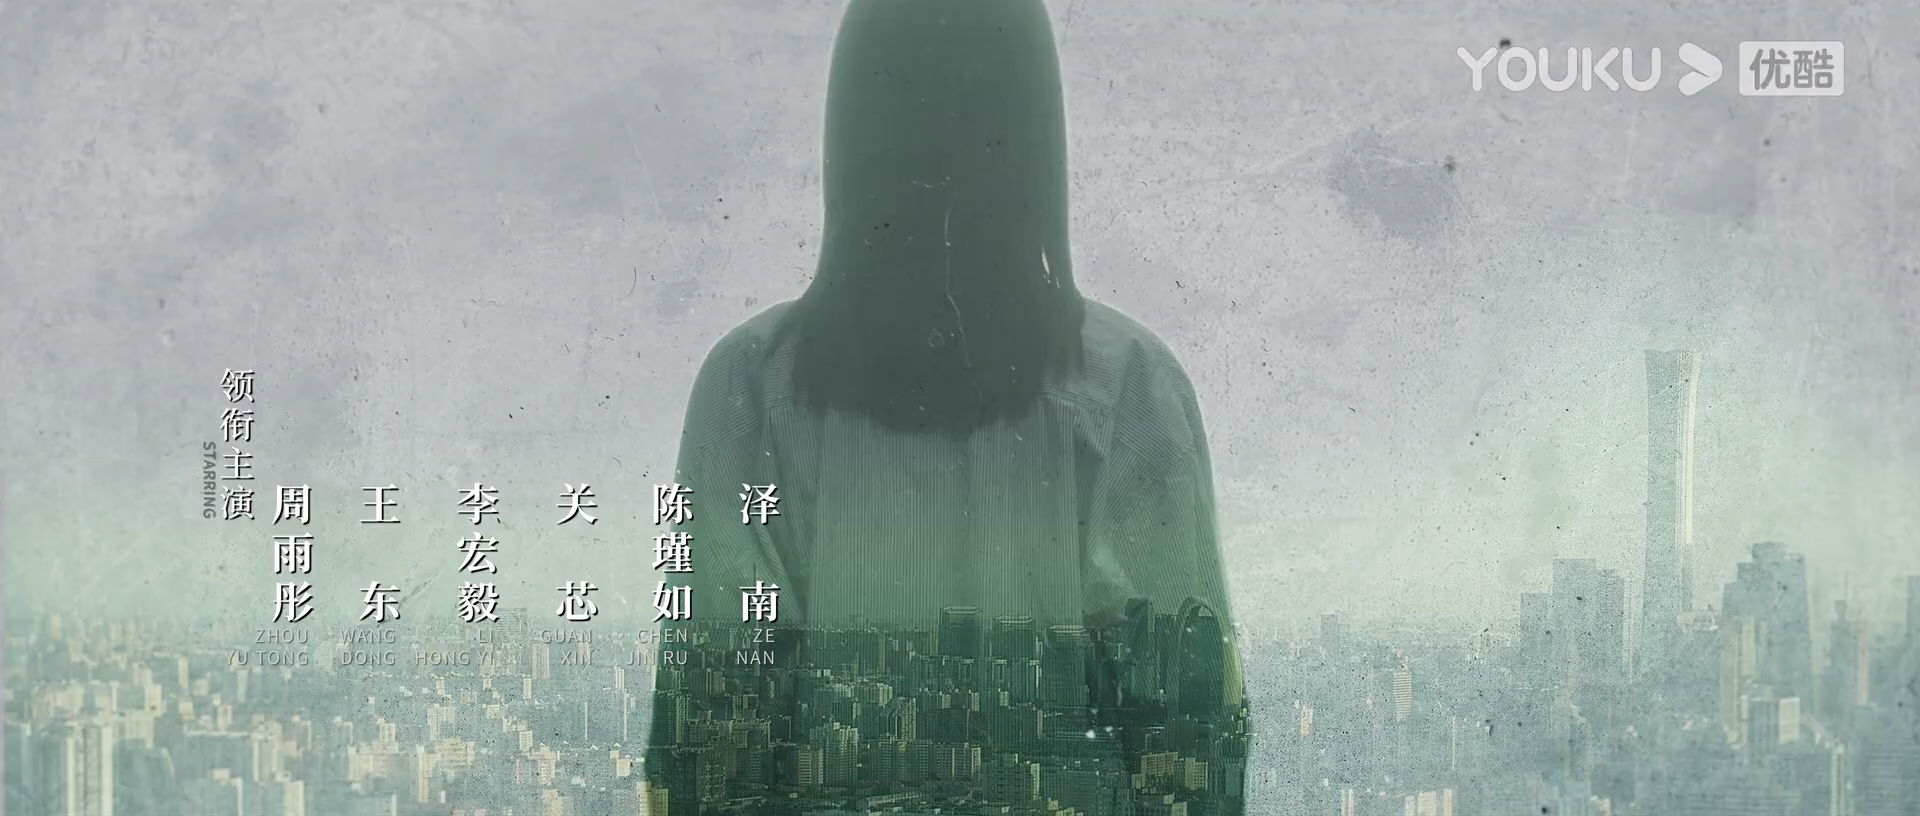 YOUKU 优酷
领衔主演
STARRING
周雨彤
王东
李宏毅
关芯
陈瑾如
泽南
ZHOU YU TONG
WANG DONG
LI HONG YI
GUAN XIN
CHEN JIN RU
ZE NAN